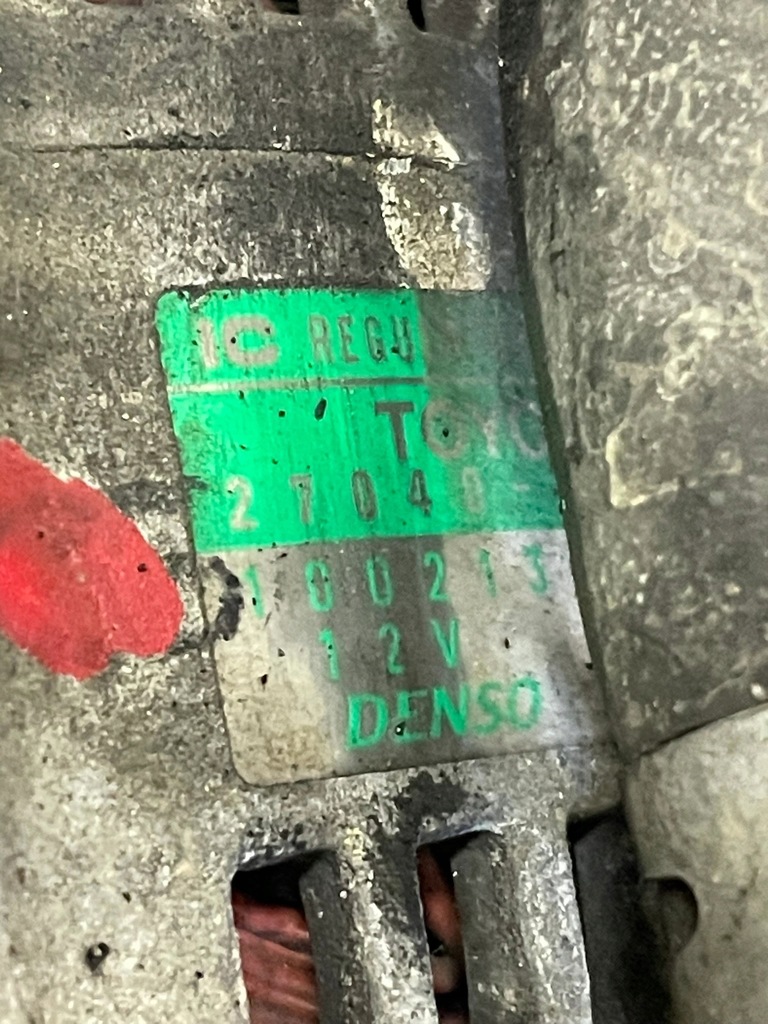 IC REGU
TOYO
27040-
100213
12V
DENSO